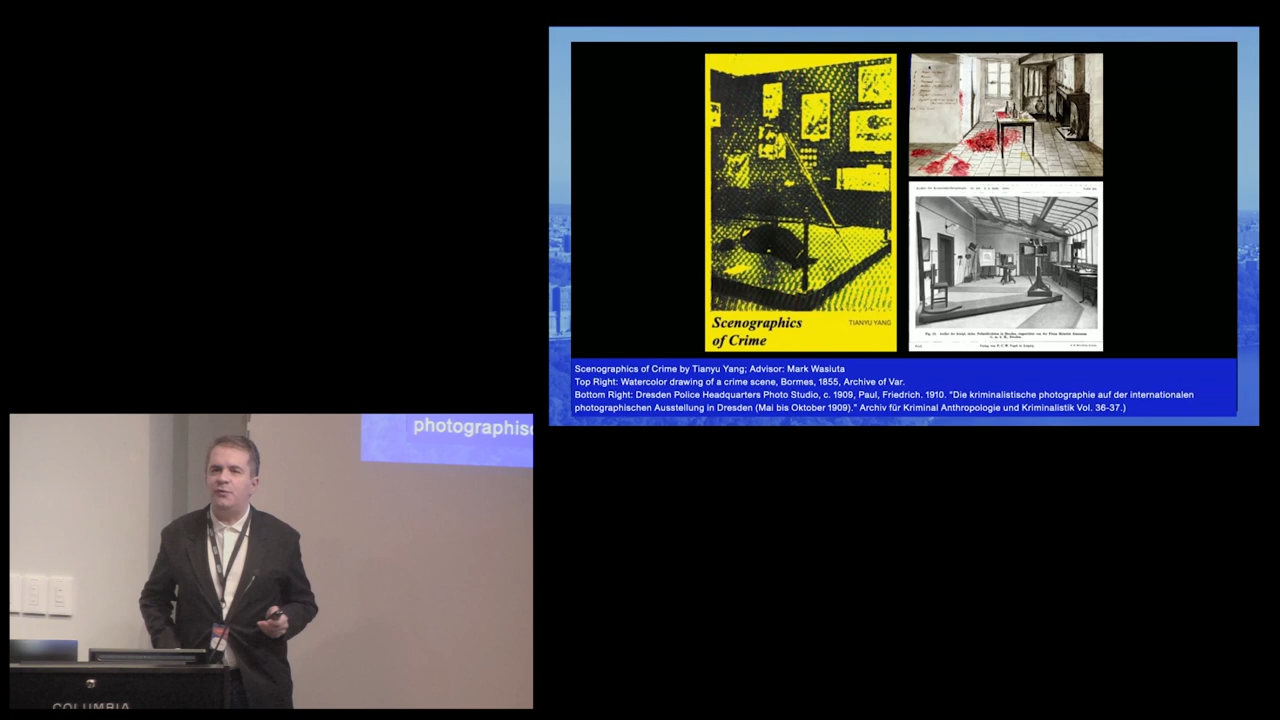 Scenographics
of Crime
TIANYU YANG
Scenographics of Crime by Tianyu Yang; Advisor: Mark Wasiuta
Top Right: Watercolor drawing of a crime scene, Bormes, 1855, Archive of Var.
Bottom Right: Dresden Police Headquarters Photo Studio, c. 1909, Paul, Friedrich. 1910. "Die kriminalistische photographie auf der internationalen
photographischen Ausstellung in Dresden (Mai bis Oktober 1909)." Archiv für Kriminal Anthropologie und Kriminalistik Vol. 36-37.)
photographisc
COLUMBIA